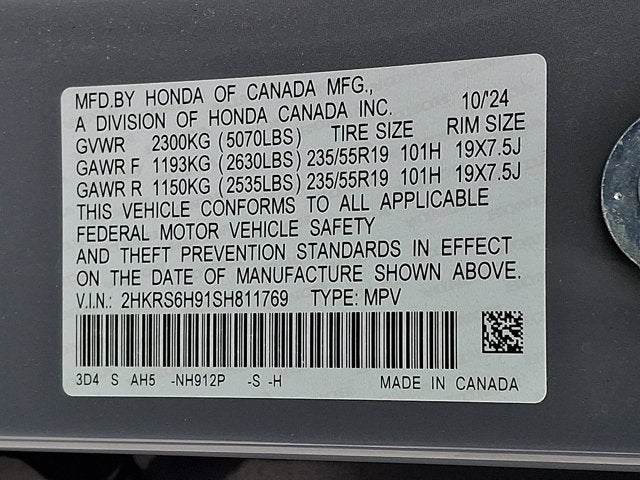 MFD.BY HONDA OF CANADA MFG.,
A DIVISION OF HONDA CANADA INC. 10/'24
GVWR 2300KG (5070LBS) TIRE SIZE RIM SIZE
GAWR F 1193KG (2630LBS) 235/55R19 101H 19X7.5J
GAWR R 1150KG (2535LBS) 235/55R19 101H 19X7.5J
THIS VEHICLE CONFORMS TO ALL APPLICABLE
FEDERAL MOTOR VEHICLE SAFETY
AND THEFT PREVENTION STANDARDS IN EFFECT
ON THE DATE OF MANUFACTURE SHOWN ABOVE.
V.I.N.: 2HKRS6H91SH811769 TYPE: MPV
3D4 S AH5 -NH912P -S -H MADE IN CANADA